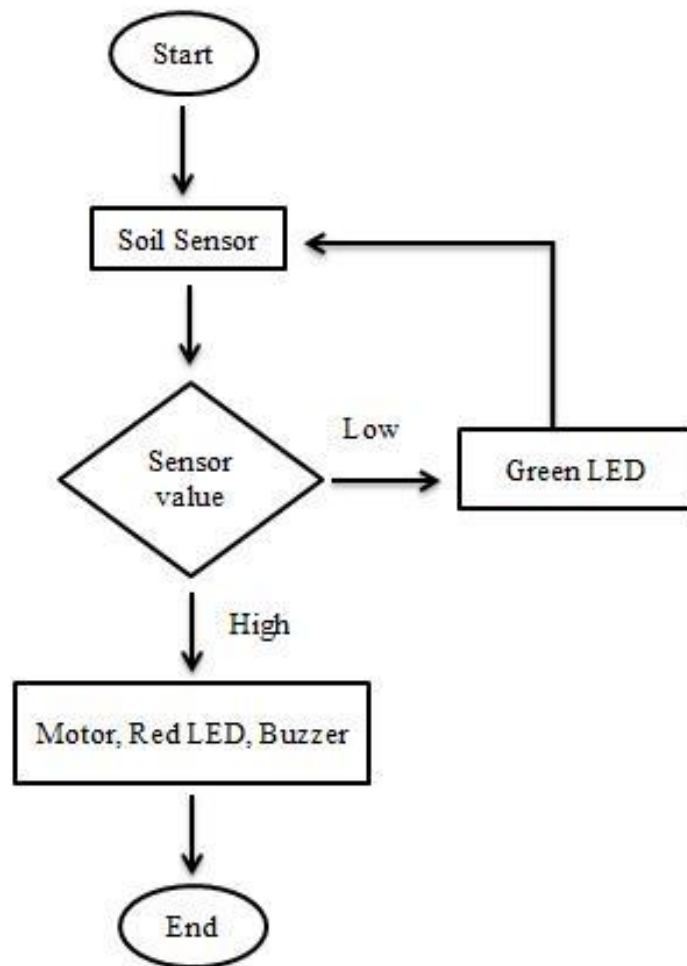 Start
Soil Sensor
Sensor
value
Low
Green LED
High
Motor, Red LED, Buzzer
End